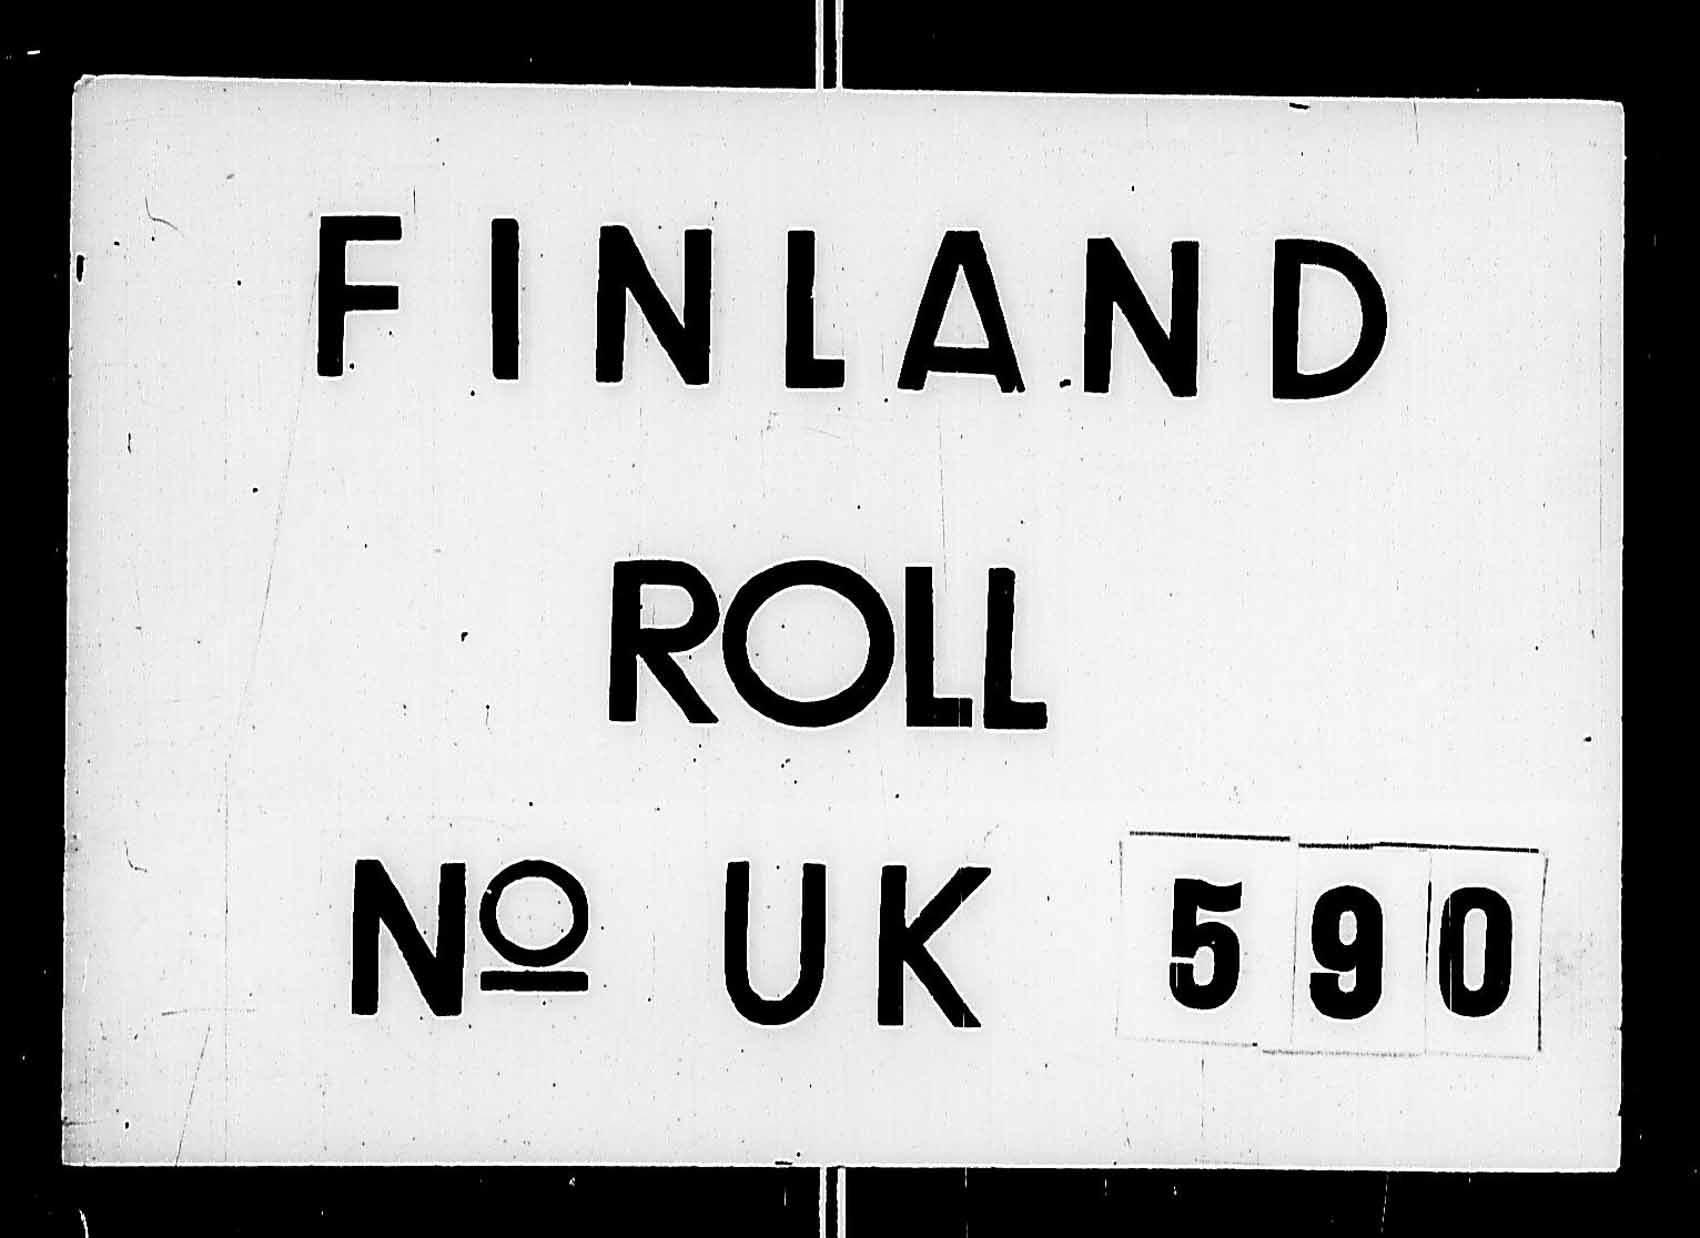 FINLAND
ROLL
Nº UK 590